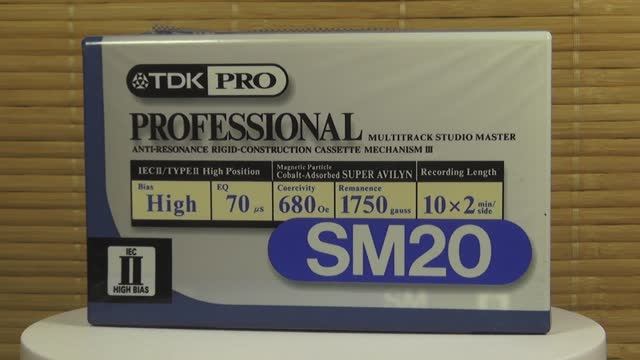 TDK PRO
PROFESSIONAL MULTITRACK STUDIO MASTER
ANTI-RESONANCE RIGID-CONSTRUCTION CASSETTE MECHANISM III
IECII/TYPEII High Position
Magnetic Particle
Cobalt-Adsorbed SUPER AVILYN
Recording Length
Bias
High
EQ
70 μs
Coercivity
680 Oe
Remanence
1750 gauss
10×2 min/side
SM20
IEC
II
HIGH BIAS